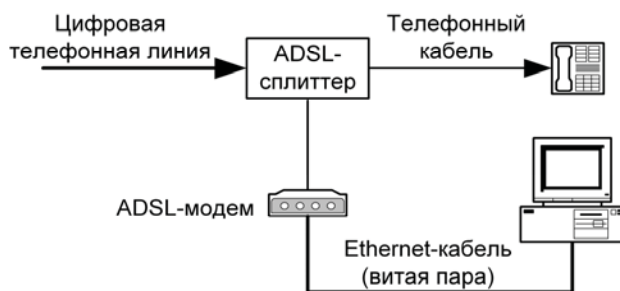 Цифровая
телефонная линия
ADSL-
сплиттер
Телефонный
кабель
ADSL-модем
Ethernet-кабель
(витая пара)